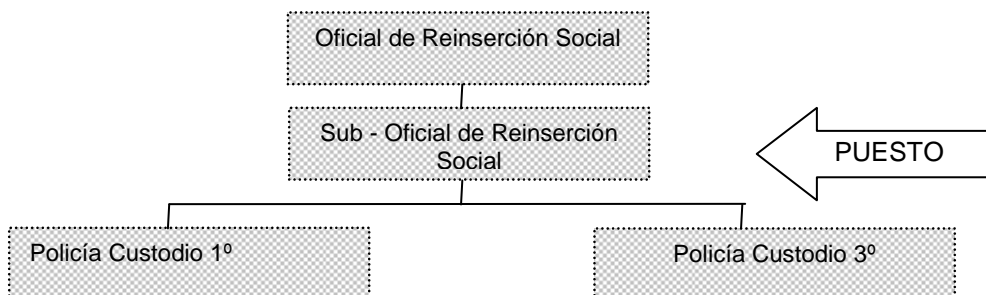 Oficial de Reinserción Social
Sub - Oficial de Reinserción
Social
PUESTO
Policía Custodio 1º
Policía Custodio 3º